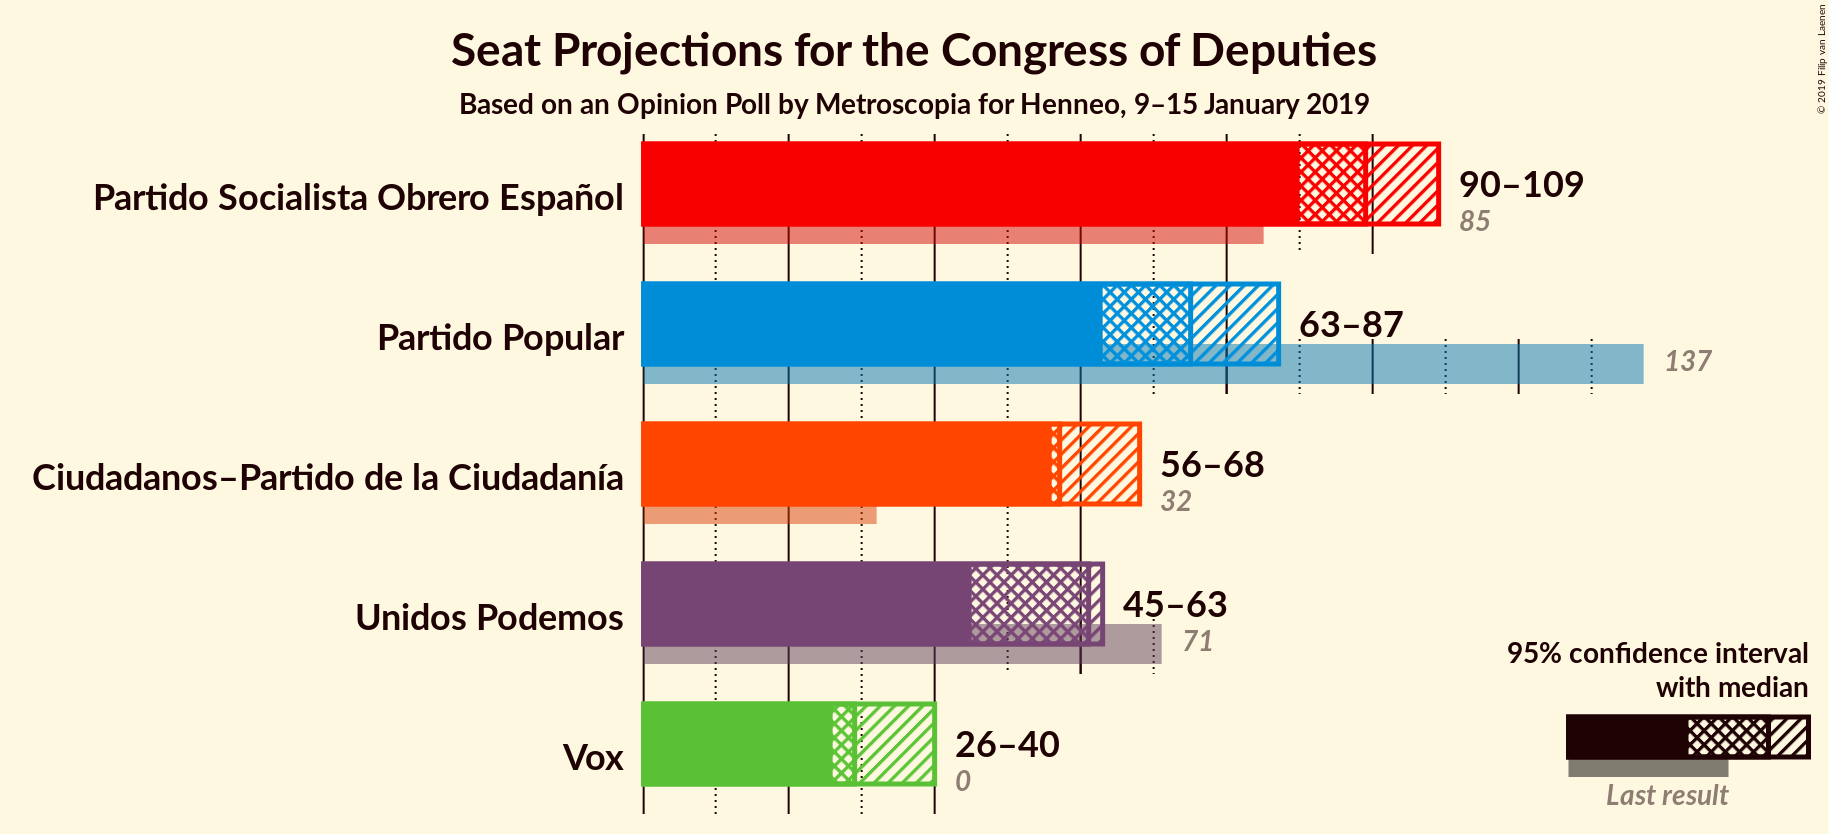 Seat Projections for the Congress of Deputies
Based on an Opinion Poll by Metroscopia for Henneo, 9–15 January 2019
© 2019 Filip van Laenen
Partido Socialista Obrero Español
90–109
85
Partido Popular
63–87
137
Ciudadanos–Partido de la Ciudadanía
56–68
32
Unidos Podemos
45–63
71
Vox
26–40
0
95% confidence interval
with median
Last result